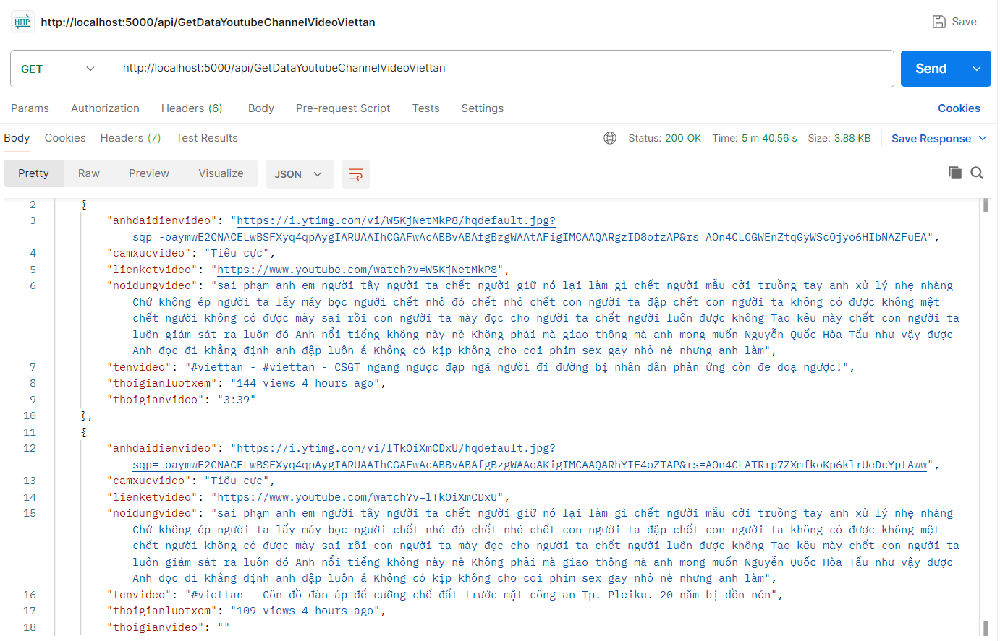 HTTP http://localhost:5000/api/GetDataYoutubeChannelVideoViettan Save
GET http://localhost:5000/api/GetDataYoutubeChannelVideoViettan Send
Params Authorization Headers (6) Body Pre-request Script Tests Settings Cookies
Body Cookies Headers (7) Test Results Status: 200 OK Time: 5 m 40.56 s Size: 3.88 KB Save Response
Pretty Raw Preview Visualize JSON
2 {
3 "anhdaidienvideo": "https://i.ytimg.com/vi/W5KjNetMkP8/hqdefault.jpg?
sqp=-oaymwE2CNACELwBSFXyq4qpAygIARUAAIhCGAFwAcABBvABAfgBzgWAAtAFigIMCAAQARgzID8ofzAP&rs=AOn4CLCGWEnZtqGyWScOjyo6HIbNAZFuEA",
4 "camxucvideo": "Tiêu cực",
5 "lienketvideo": "https://www.youtube.com/watch?v=W5KjNetMkP8",
6 "noidungvideo": "sai phạm anh em người tây người ta chết người giữ nó lại làm gì chết người mẫu cởi truồng tay anh xử lý nhẹ nhàng
Chứ không ép người ta lấy máy bọc người chết nhỏ đó chết nhỏ chết con người ta đập chết con người ta không có được không mệt
chết người không có được mày sai rồi con người ta mày đọc cho người ta chết người luôn được không Tao kêu mày chết con người ta
luôn giám sát ra luôn đó Anh nổi tiếng không này nè Không phải mà giao thông mà anh mong muốn Nguyễn Quốc Hòa Tấu như vậy được
Anh đọc đi khẳng định anh đập luôn á Không có kịp không cho coi phim sex gay nhỏ nè nhưng anh làm",
7 "tenvideo": "#viettan - #viettan - CSGT ngang ngược đạp ngã người đi đường bị nhân dân phản ứng còn đe doạ ngược!",
8 "thoigianluotxem": "144 views 4 hours ago",
9 "thoigianvideo": "3:39"
10 },
11 {
12 "anhdaidienvideo": "https://i.ytimg.com/vi/lTkOiXmCDxU/hqdefault.jpg?
sqp=-oaymwE2CNACELwBSFXyq4qpAygIARUAAIhCGAFwAcABBvABAfgBzgWAAoAKigIMCAAQARhYIF4oZTAP&rs=AOn4CLATRrp7ZXmfkoKp6klrUeDcYptAww",
13 "camxucvideo": "Tiêu cực",
14 "lienketvideo": "https://www.youtube.com/watch?v=lTkOiXmCDxU",
15 "noidungvideo": "sai phạm anh em người tây người ta chết người giữ nó lại làm gì chết người mẫu cởi truồng tay anh xử lý nhẹ nhàng
Chứ không ép người ta lấy máy bọc người chết nhỏ đó chết nhỏ chết con người ta đập chết con người ta không có được không mệt
chết người không có được mày sai rồi con người ta mày đọc cho người ta chết người luôn được không Tao kêu mày chết con người ta
luôn giám sát ra luôn đó Anh nổi tiếng không này nè Không phải mà giao thông mà anh mong muốn Nguyễn Quốc Hòa Tấu như vậy được
Anh đọc đi khẳng định anh đập luôn á Không có kịp không cho coi phim sex gay nhỏ nè nhưng anh làm",
16 "tenvideo": "#viettan - Côn đồ đàn áp để cưỡng chế đất trước mặt công an Tp. Pleiku. 20 năm bị dồn nén",
17 "thoigianluotxem": "109 views 4 hours ago",
18 "thoigianvideo": ""